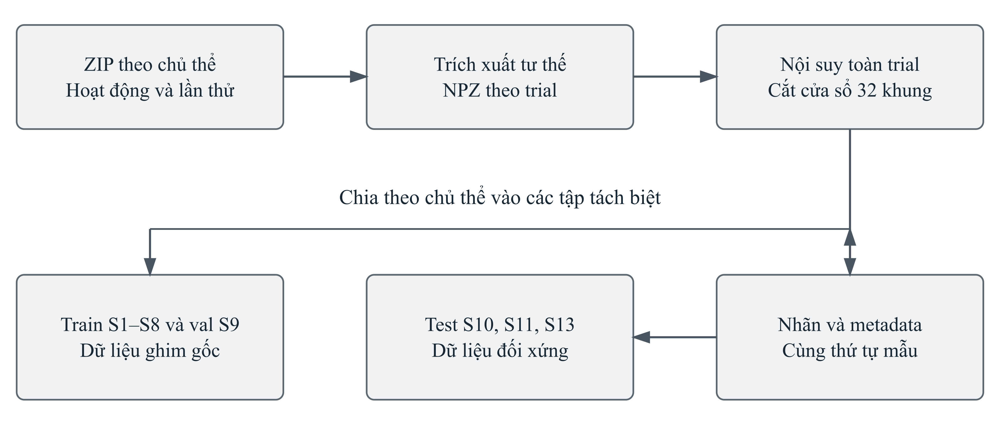 ZIP theo chủ thể
Hoạt động và lần thử
Trích xuất tư thế
NPZ theo trial
Nội suy toàn trial
Cắt cửa sổ 32 khung
Chia theo chủ thể vào các tập tách biệt
Train S1–S8 và val S9
Dữ liệu ghim gốc
Test S10, S11, S13
Dữ liệu đối xứng
Nhãn và metadata
Cùng thứ tự mẫu